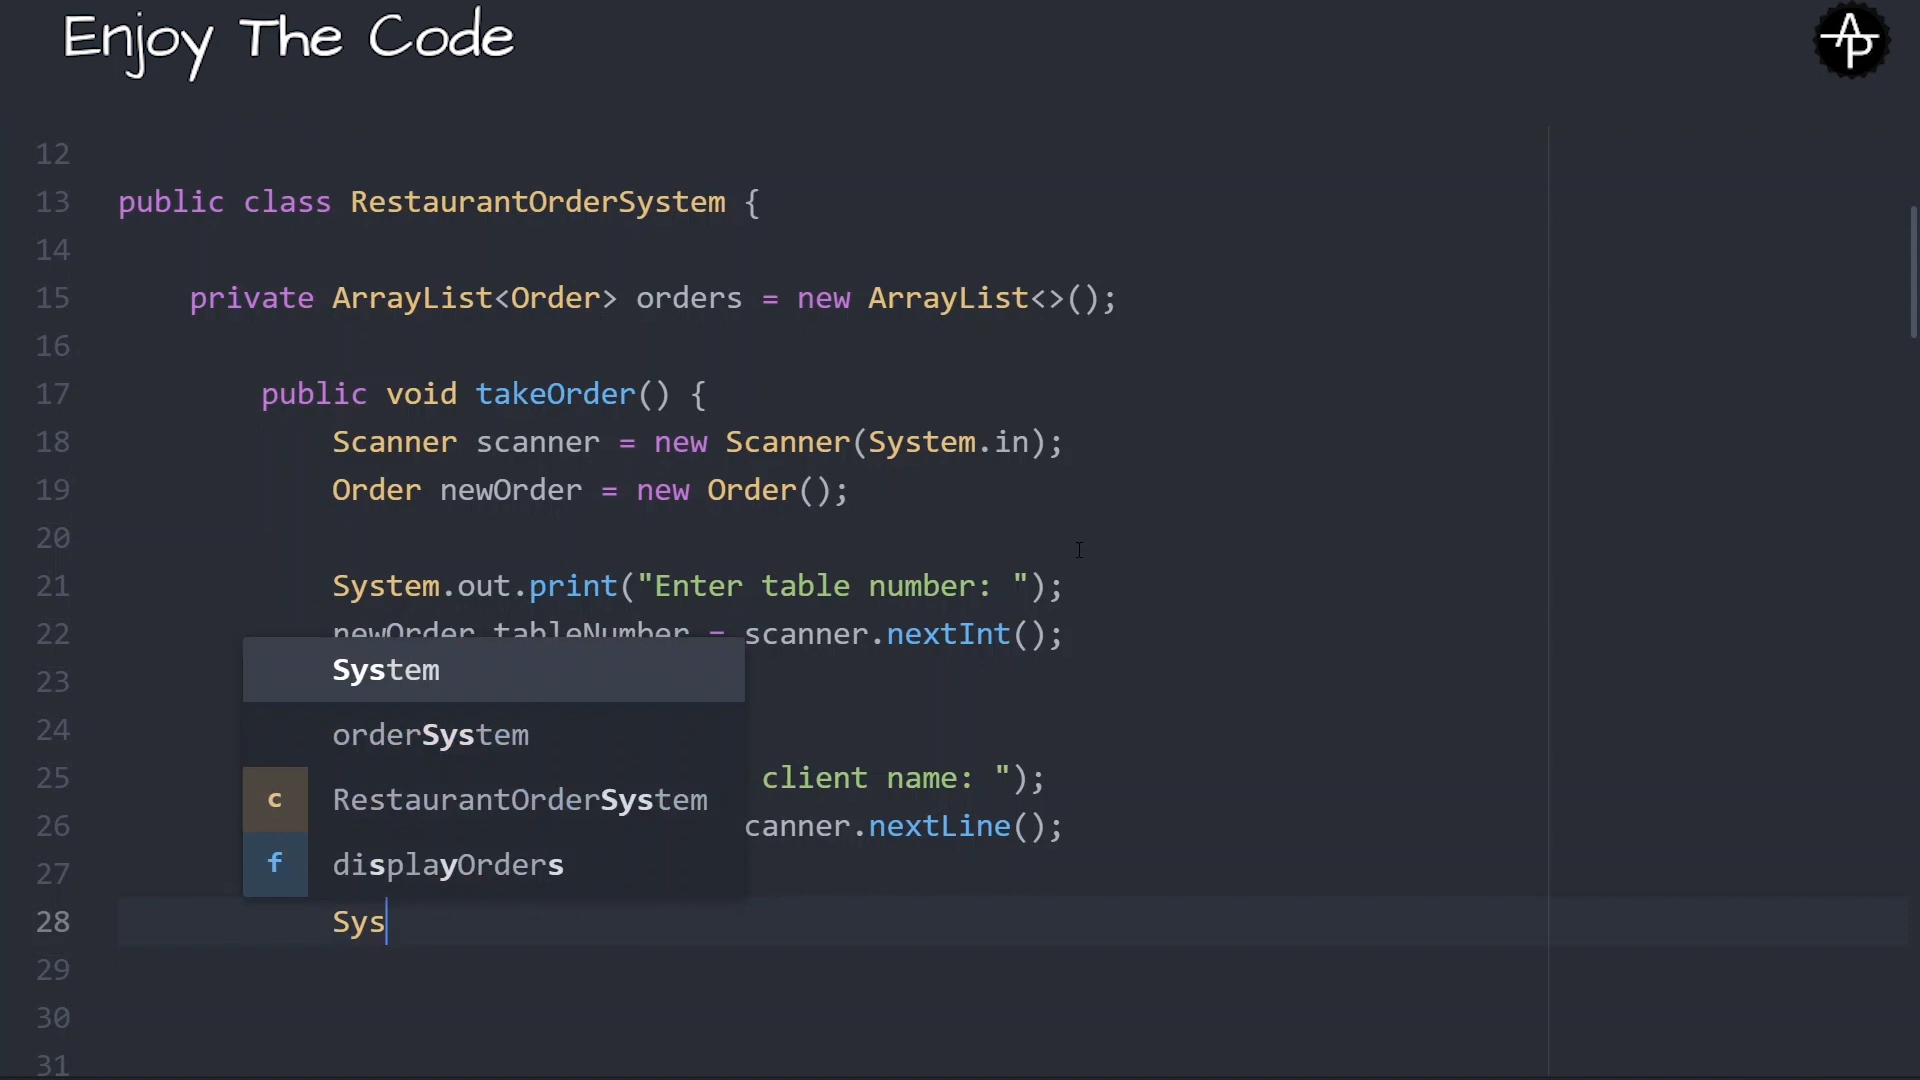 Enjoy The Code
AP
12
13 public class RestaurantOrderSystem {
14
15 private ArrayList<Order> orders = new ArrayList<>();
16
17 public void takeOrder() {
18 Scanner scanner = new Scanner(System.in);
19 Order newOrder = new Order();
20
21 System.out.print("Enter table number: ");
22 newOrder.tableNumber = scanner.nextInt();
System
23
24
orderSystem
25 client name: ");
c RestaurantOrderSystem
26 canner.nextLine();
f displayOrders
27
28 Sys
29
30
31